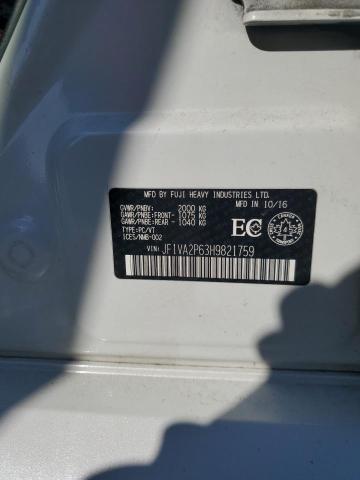 MFD BY FUJI HEAVY INDUSTRIES LTD.
MFD. IN 10/16
GVWR/PNBV: 2000 KG
GAWR/PNBE:FRONT- 1075 KG
GAWR/PNBE:REAR - 1040 KG
TYPE:PC/VT
ICES/NMB-002
EC
VIN: JF1VA2P63H9821759